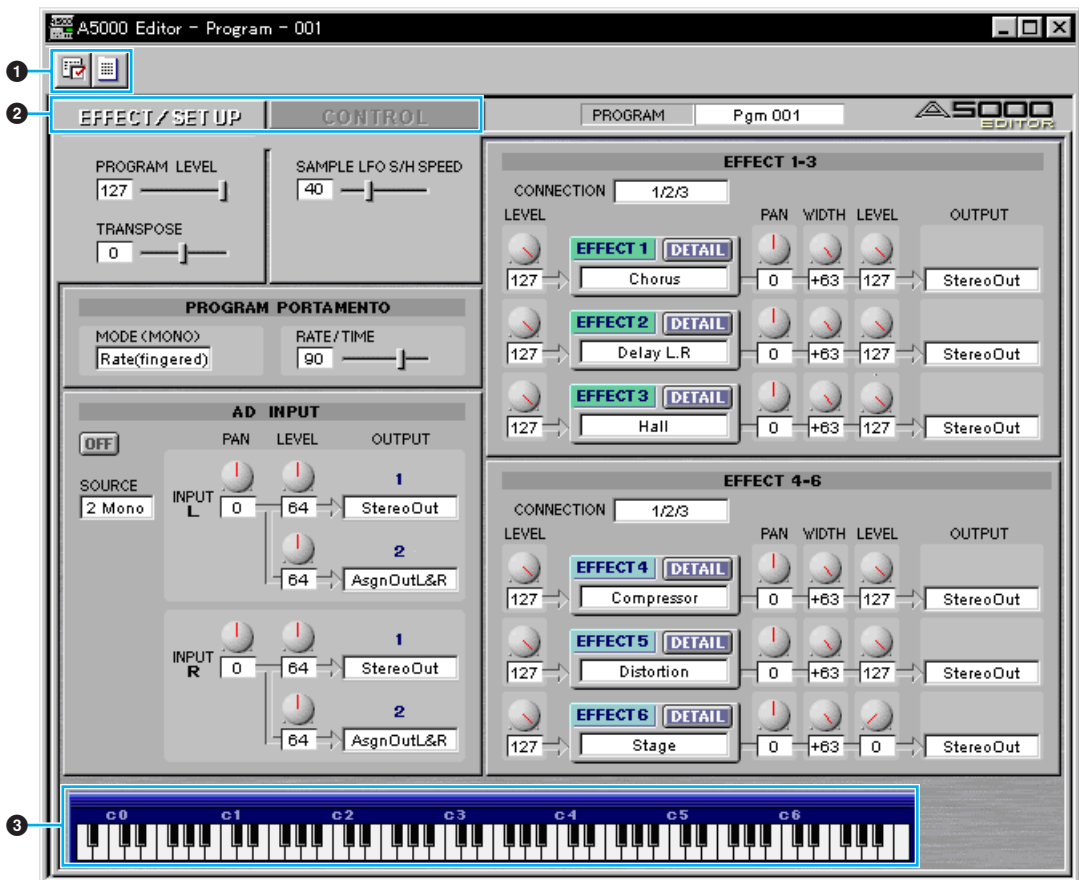 A5000 Editor - Program - 001
1
2
EFFECT/SETUP
CONTROL
PROGRAM
Pgm 001
A5000
EDITOR
PROGRAM LEVEL
127
TRANSPOSE
0
SAMPLE LFO S/H SPEED
40
PROGRAM PORTAMENTO
MODE(MONO)
Rate(fingered)
RATE/TIME
90
AD INPUT
OFF
PAN LEVEL OUTPUT
SOURCE
2 Mono
INPUT L
0
64
1
StereoOut
2
64
AsgnOutL&R
INPUT R
0
64
1
StereoOut
2
64
AsgnOutL&R
EFFECT 1-3
CONNECTION 1/2/3
LEVEL PAN WIDTH LEVEL OUTPUT
EFFECT 1 DETAIL
127 Chorus 0 +63 127 StereoOut
EFFECT 2 DETAIL
127 Delay L.R 0 +63 127 StereoOut
EFFECT 3 DETAIL
127 Hall 0 +63 127 StereoOut
EFFECT 4-6
CONNECTION 1/2/3
LEVEL PAN WIDTH LEVEL OUTPUT
EFFECT 4 DETAIL
127 Compressor 0 +63 127 StereoOut
EFFECT 5 DETAIL
127 Distortion 0 +63 127 StereoOut
EFFECT 6 DETAIL
127 Stage 0 +63 0 StereoOut
3
c0 c1 c2 c3 c4 c5 c6